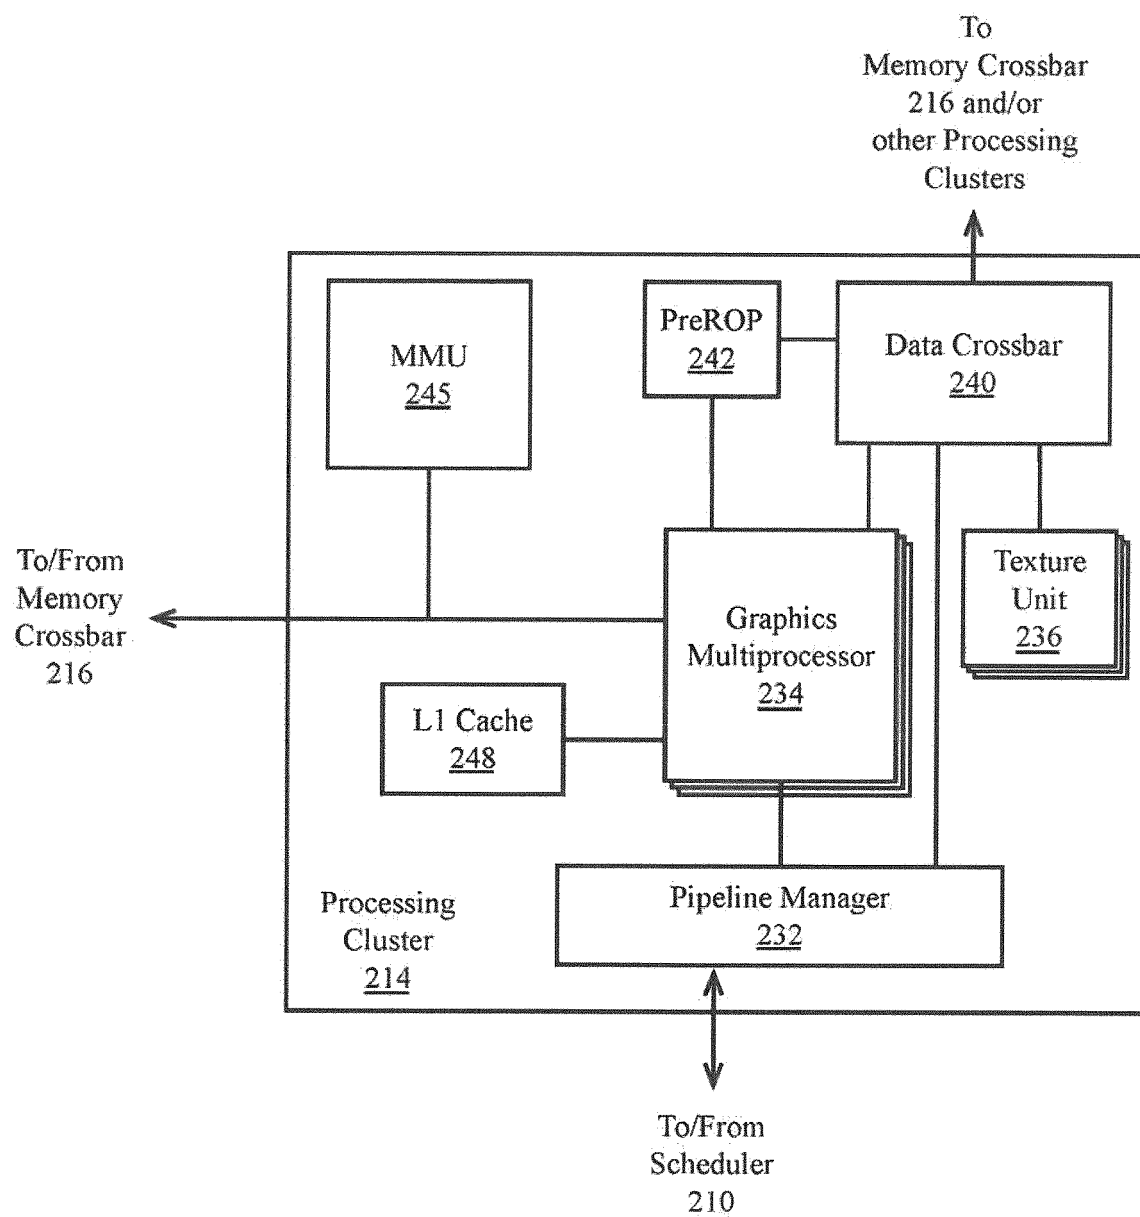 To
Memory Crossbar
216 and/or
other Processing
Clusters
MMU
245
PreROP
242
Data Crossbar
240
To/From
Memory
Crossbar
216
Graphics
Multiprocessor
234
Texture
Unit
236
L1 Cache
248
Processing
Cluster
214
Pipeline Manager
232
To/From
Scheduler
210